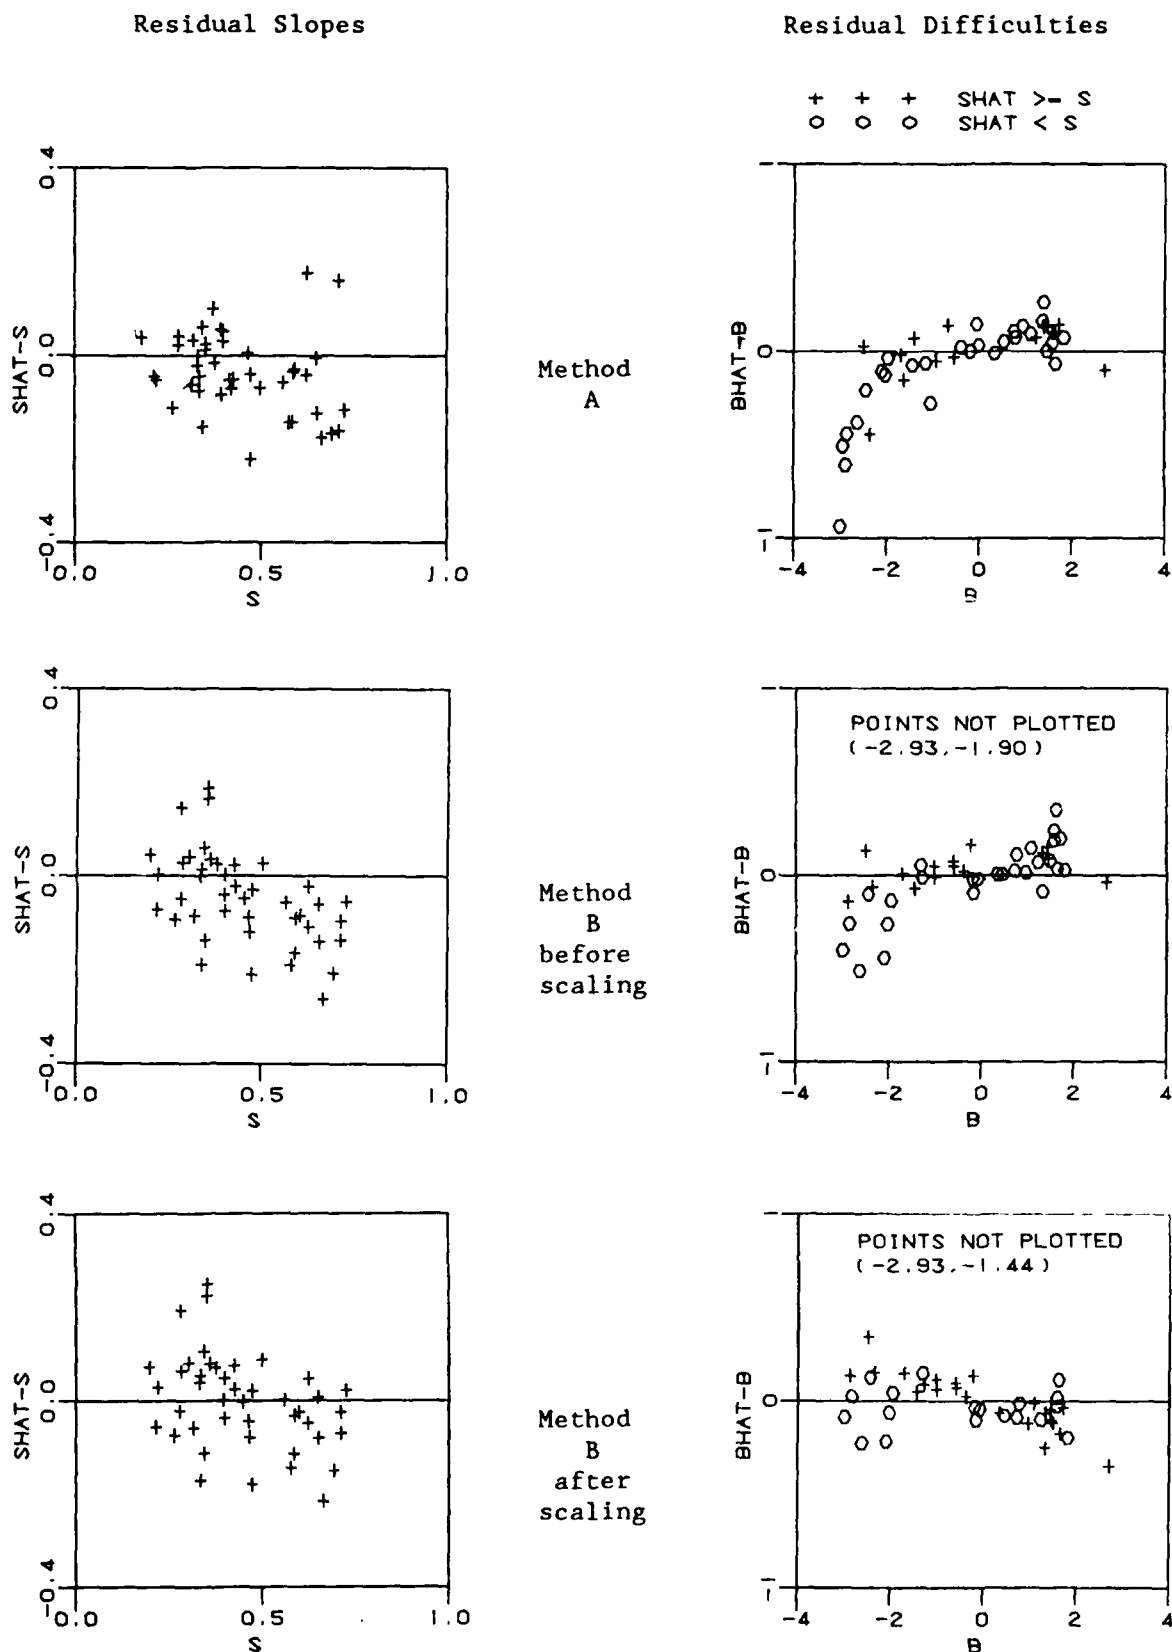 Residual Slopes
Residual Difficulties
+ + + SHAT >= S
o o o SHAT < S
0.4
0.0
-0.4
SHAT-S
-0.0 0.5 1.0
S
Method
A
1
0
-1
BHAT-B
-4 -2 0 2 4
B
0.4
0.0
-0.4
SHAT-S
-0.0 0.5 1.0
S
Method
B
before
scaling
POINTS NOT PLOTTED
(-2.93,-1.90)
1
0
-1
BHAT-B
-4 -2 0 2 4
B
0.4
0.0
-0.4
SHAT-S
-0.0 0.5 1.0
S
Method
B
after
scaling
POINTS NOT PLOTTED
(-2.93,-1.44)
1
0
-1
BHAT-B
-4 -2 0 2 4
B